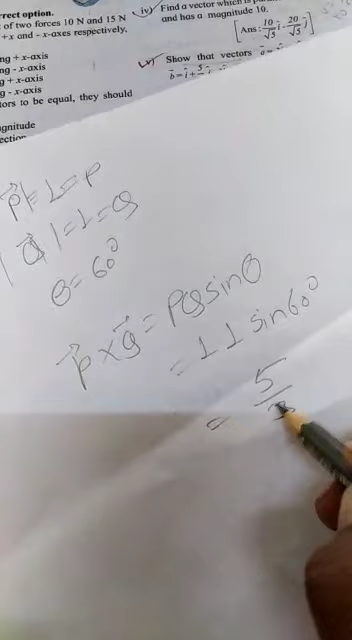 rrect option.
of two forces 10 N and 15 N
+x and - x-axes respectively,
ng + x-axis
ng - x-axis
g + x-axis
g - x-axis
tors to be equal, they should
gnitude
ection
iv) Find a vector which is
and has a magnitude 10.
[Ans: 10/√5 i - 20/√5 j]
v) Show that vectors
|P⃗| = 1 = P
|Q⃗| = 1 = Q
θ = 60°
P⃗ × Q⃗ = PQ sinθ
= 1 1 sin60°
=